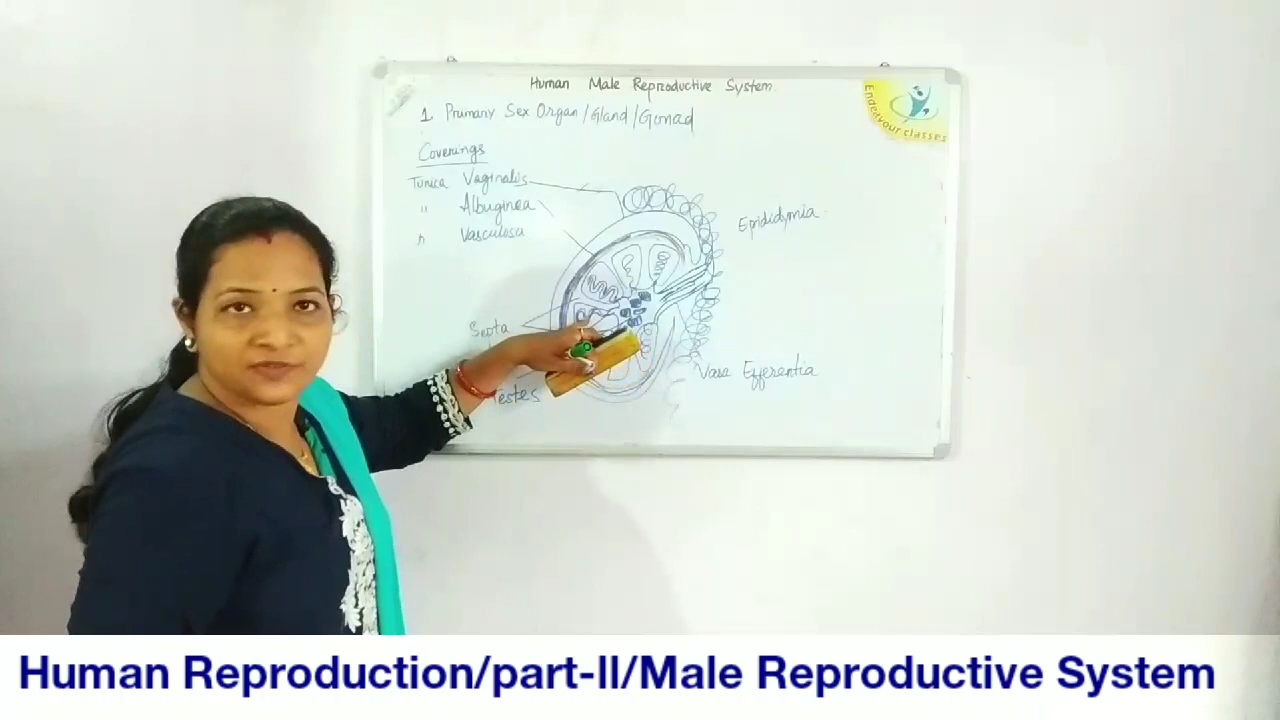 Human Male Reproductive System
1. Primary Sex Organ/Gland/Gonad
Endeavour classes
Coverings
Tunica Vaginalis
" Albuginea
" Vasculosa
Epididymia
Septa
Vasa Efferentia
Testes
Human Reproduction/part-II/Male Reproductive System